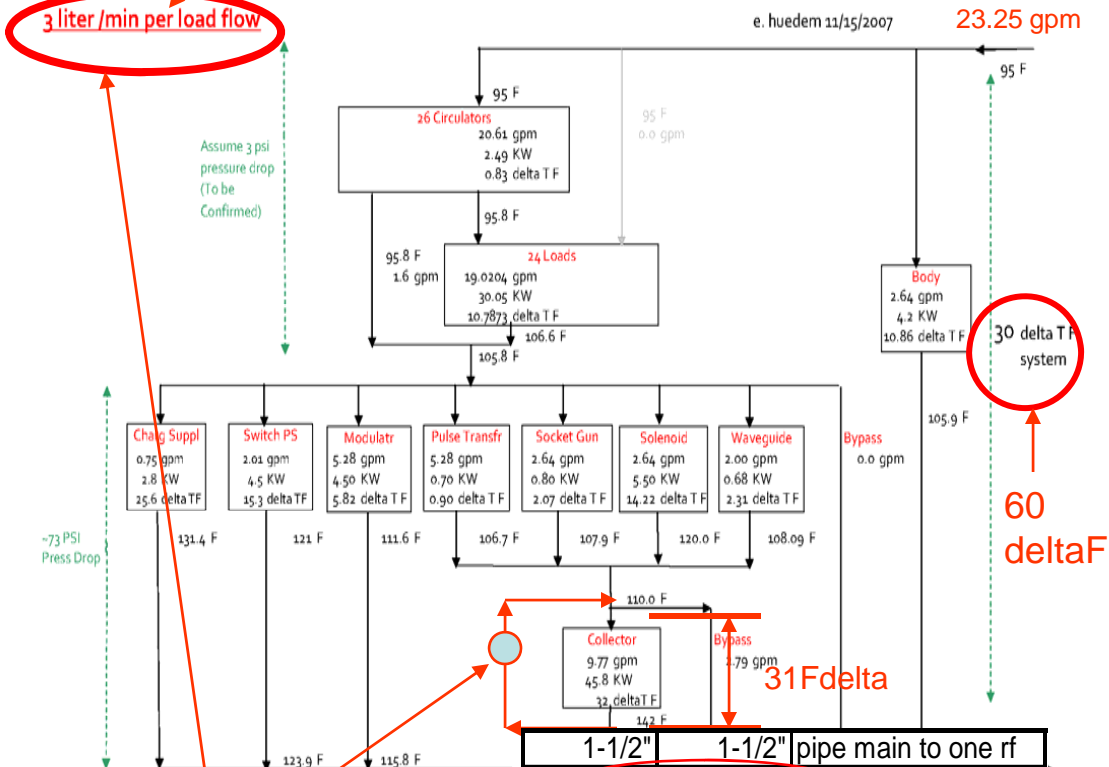 3 liter /min per load flow
e. huedem 11/15/2007
23.25 gpm
95 F
95 F
26 Circulators
20.61 gpm
2.49 KW
0.83 delta T F
95 F
0.0 gpm
Assume 3 psi
pressure drop
(To be
Confirmed)
95.8 F
95.8 F
1.6 gpm
24 Loads
19.0204 gpm
30.05 KW
10.7873 delta T F
106.6 F
105.8 F
Body
2.64 gpm
4.2 KW
10.86 delta T F
30 delta T F
system
105.9 F
60
deltaF
Charg Suppl
0.75 gpm
2.8 KW
25.6 deltaTF
Switch PS
2.01 gpm
4.5 KW
15.3 deltaTF
Modulatr
5.28 gpm
4.50 KW
5.82 delta T F
Pulse Transfr
5.28 gpm
0.70 KW
0.90 delta T F
Socket Gun
2.64 gpm
0.80 KW
2.07 delta T F
Solenoid
2.64 gpm
5.50 KW
14.22 delta T F
Waveguide
2.00 gpm
0.68 KW
2.31 delta T F
Bypass
0.0 gpm
~73 PSI
Press Drop
131.4 F
121 F
111.6 F
106.7 F
107.9 F
120.0 F
108.09 F
110.0 F
Collector
9.77 gpm
45.8 KW
32 deltaT F
Bypass
.79 gpm
31Fdelta
142 F
1-1/2" 1-1/2" pipe main to one rf
123.9 F
115.8 F